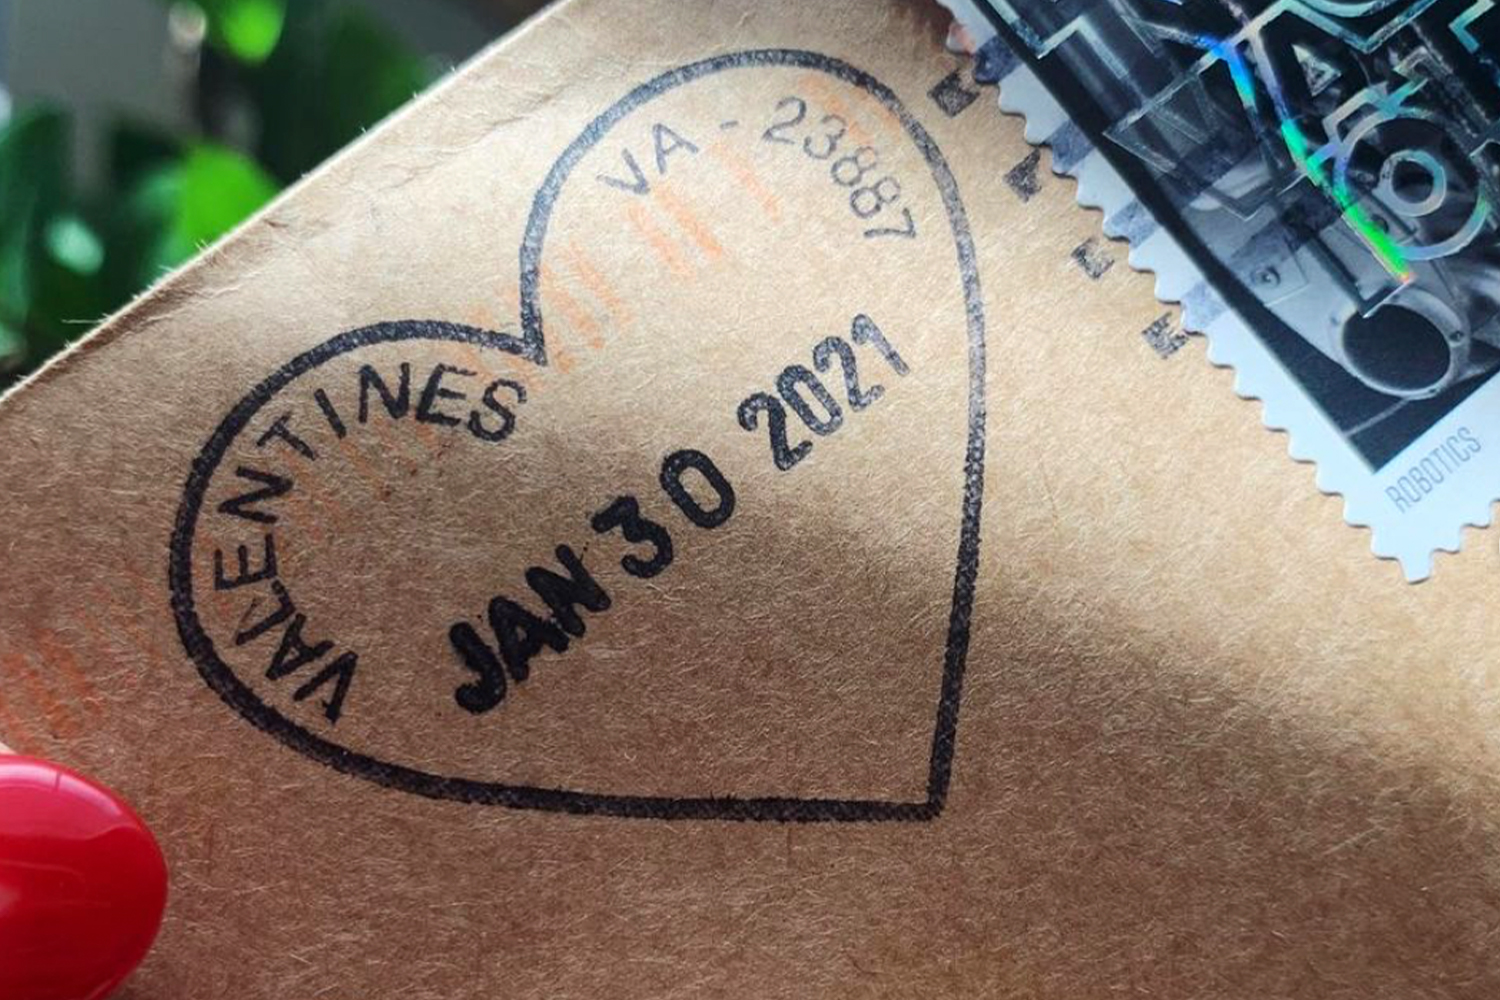 VALENTINES
VA - 23887
JAN 30 2021
ROBOTICS